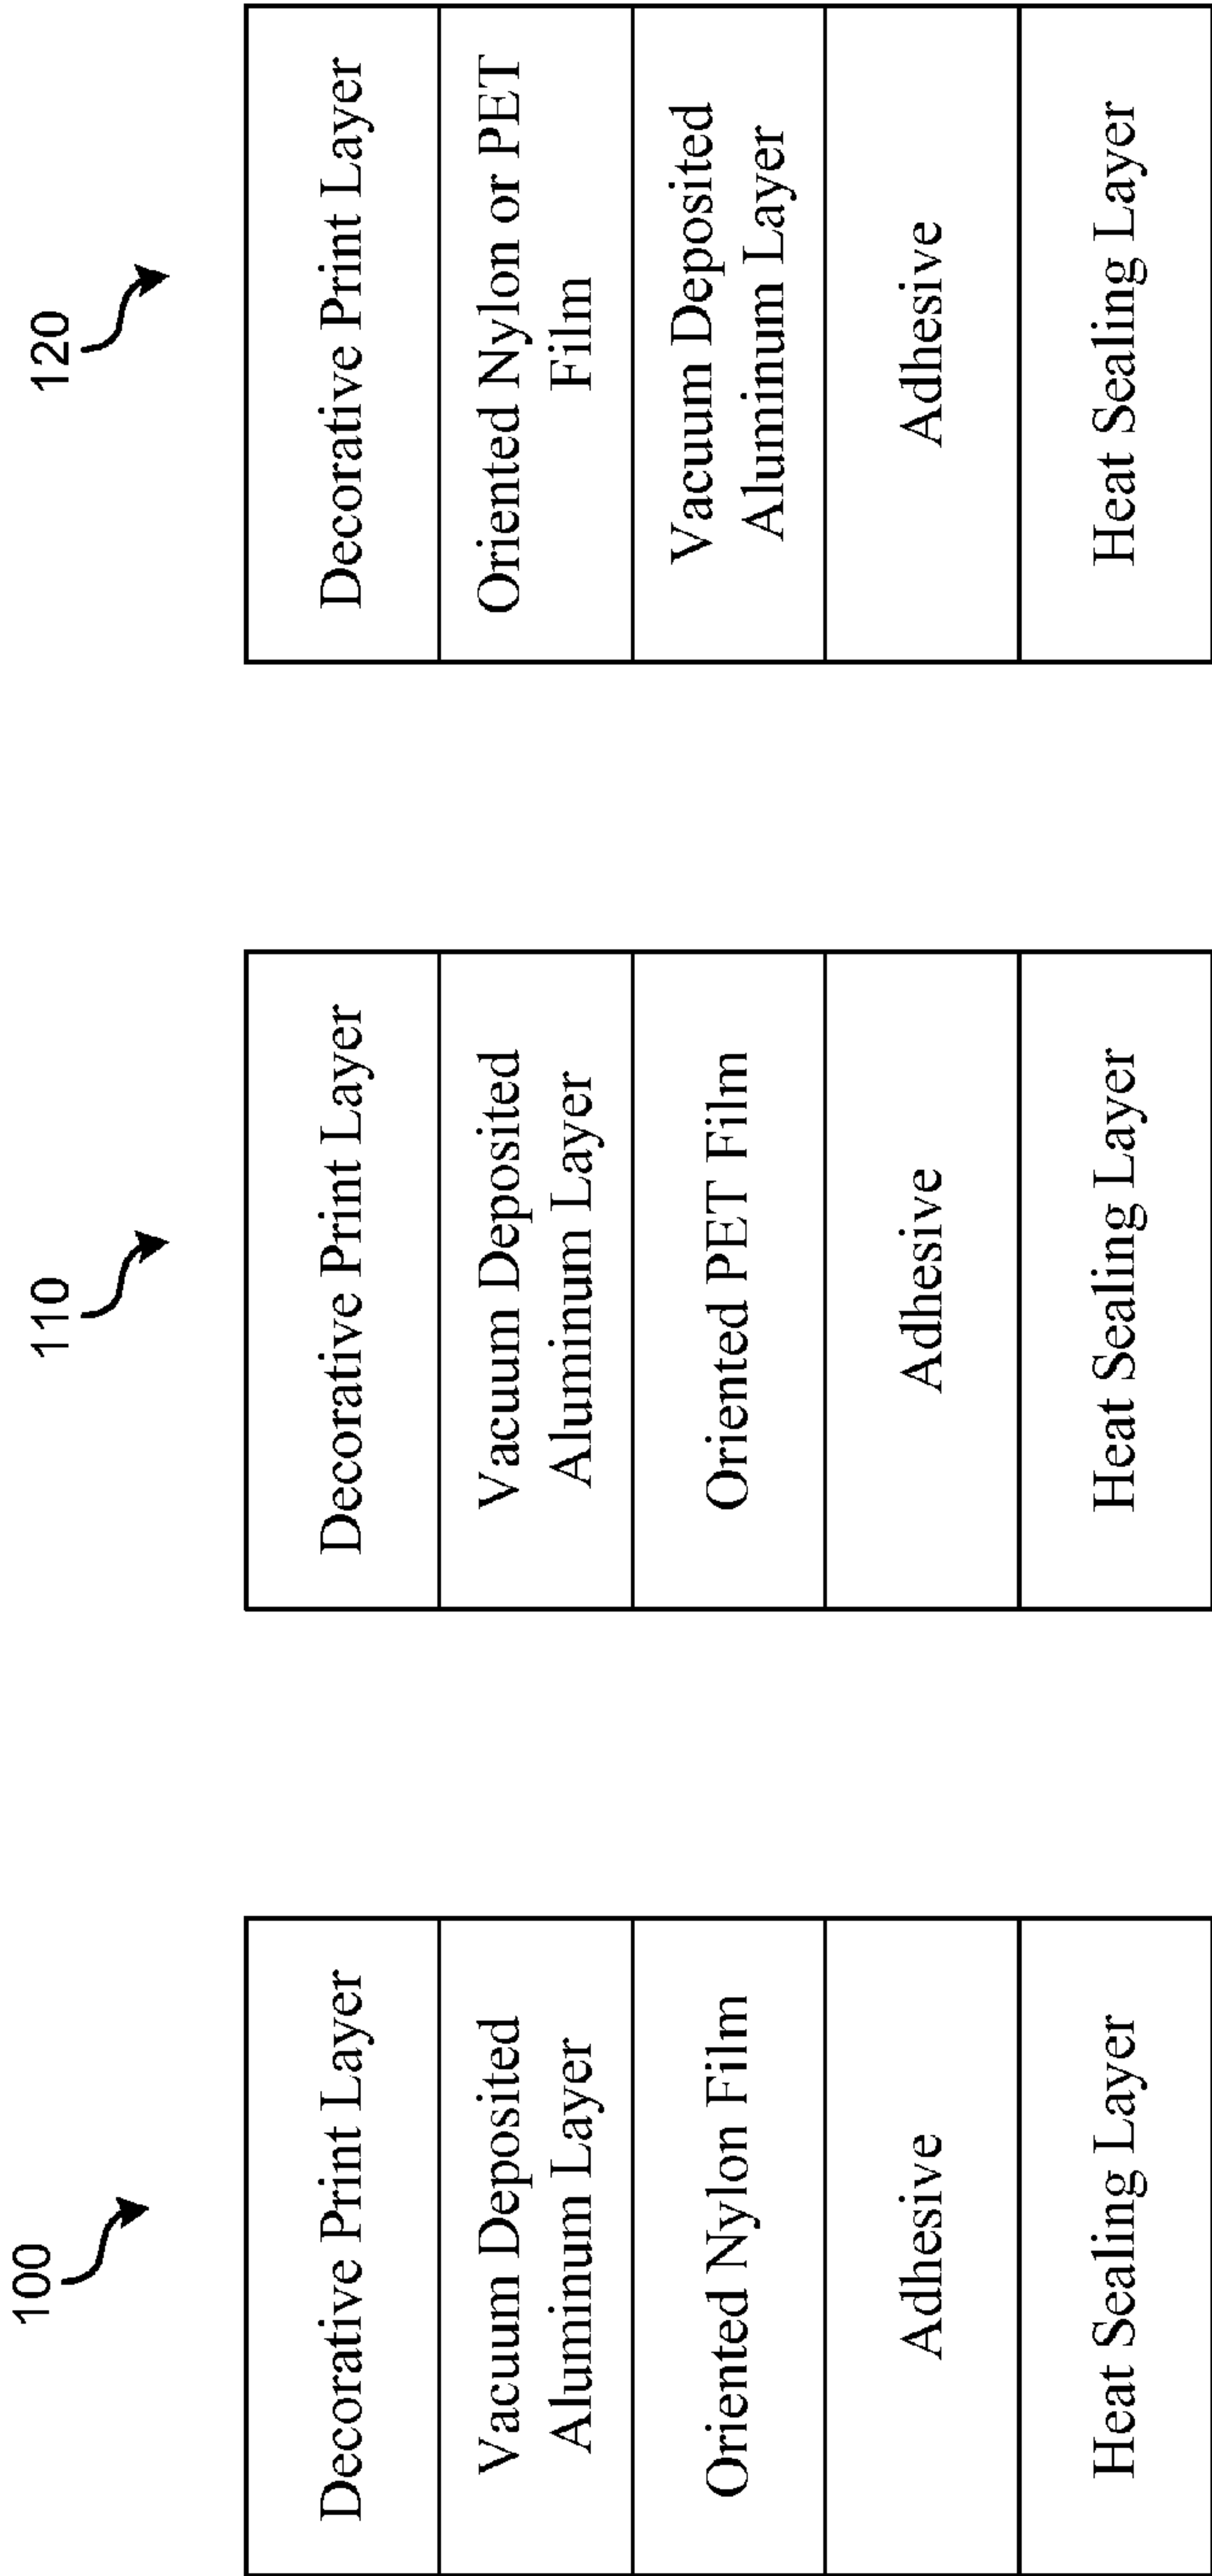 100
Decorative Print Layer
Vacuum Deposited
Aluminum Layer
Oriented Nylon Film
Adhesive
Heat Sealing Layer
110
Decorative Print Layer
Vacuum Deposited
Aluminum Layer
Oriented PET Film
Adhesive
Heat Sealing Layer
120
Decorative Print Layer
Oriented Nylon or PET
Film
Vacuum Deposited
Aluminum Layer
Adhesive
Heat Sealing Layer